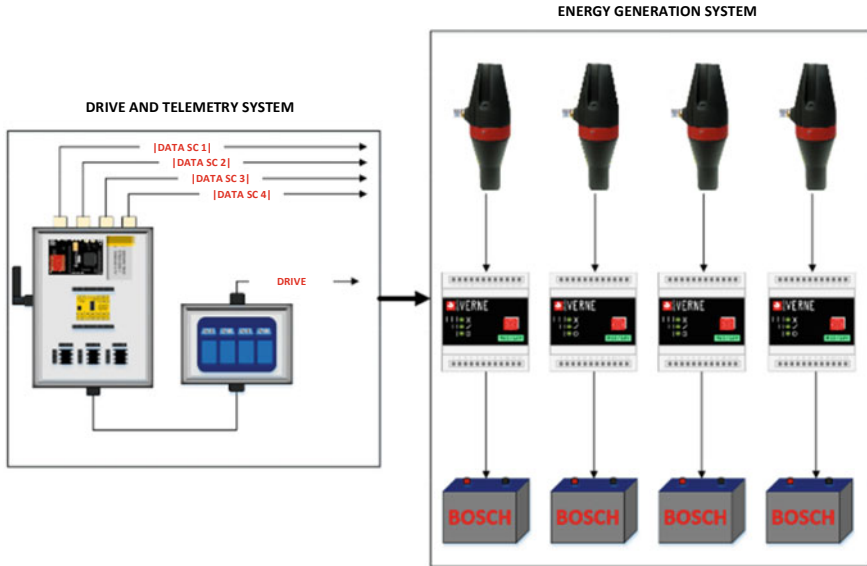 ENERGY GENERATION SYSTEM
DRIVE AND TELEMETRY SYSTEM
|DATA SC 1|
|DATA SC 2|
|DATA SC 3|
|DATA SC 4|
DRIVE
VERNE
VERNE
VERNE
VERNE
BOSCH
BOSCH
BOSCH
BOSCH